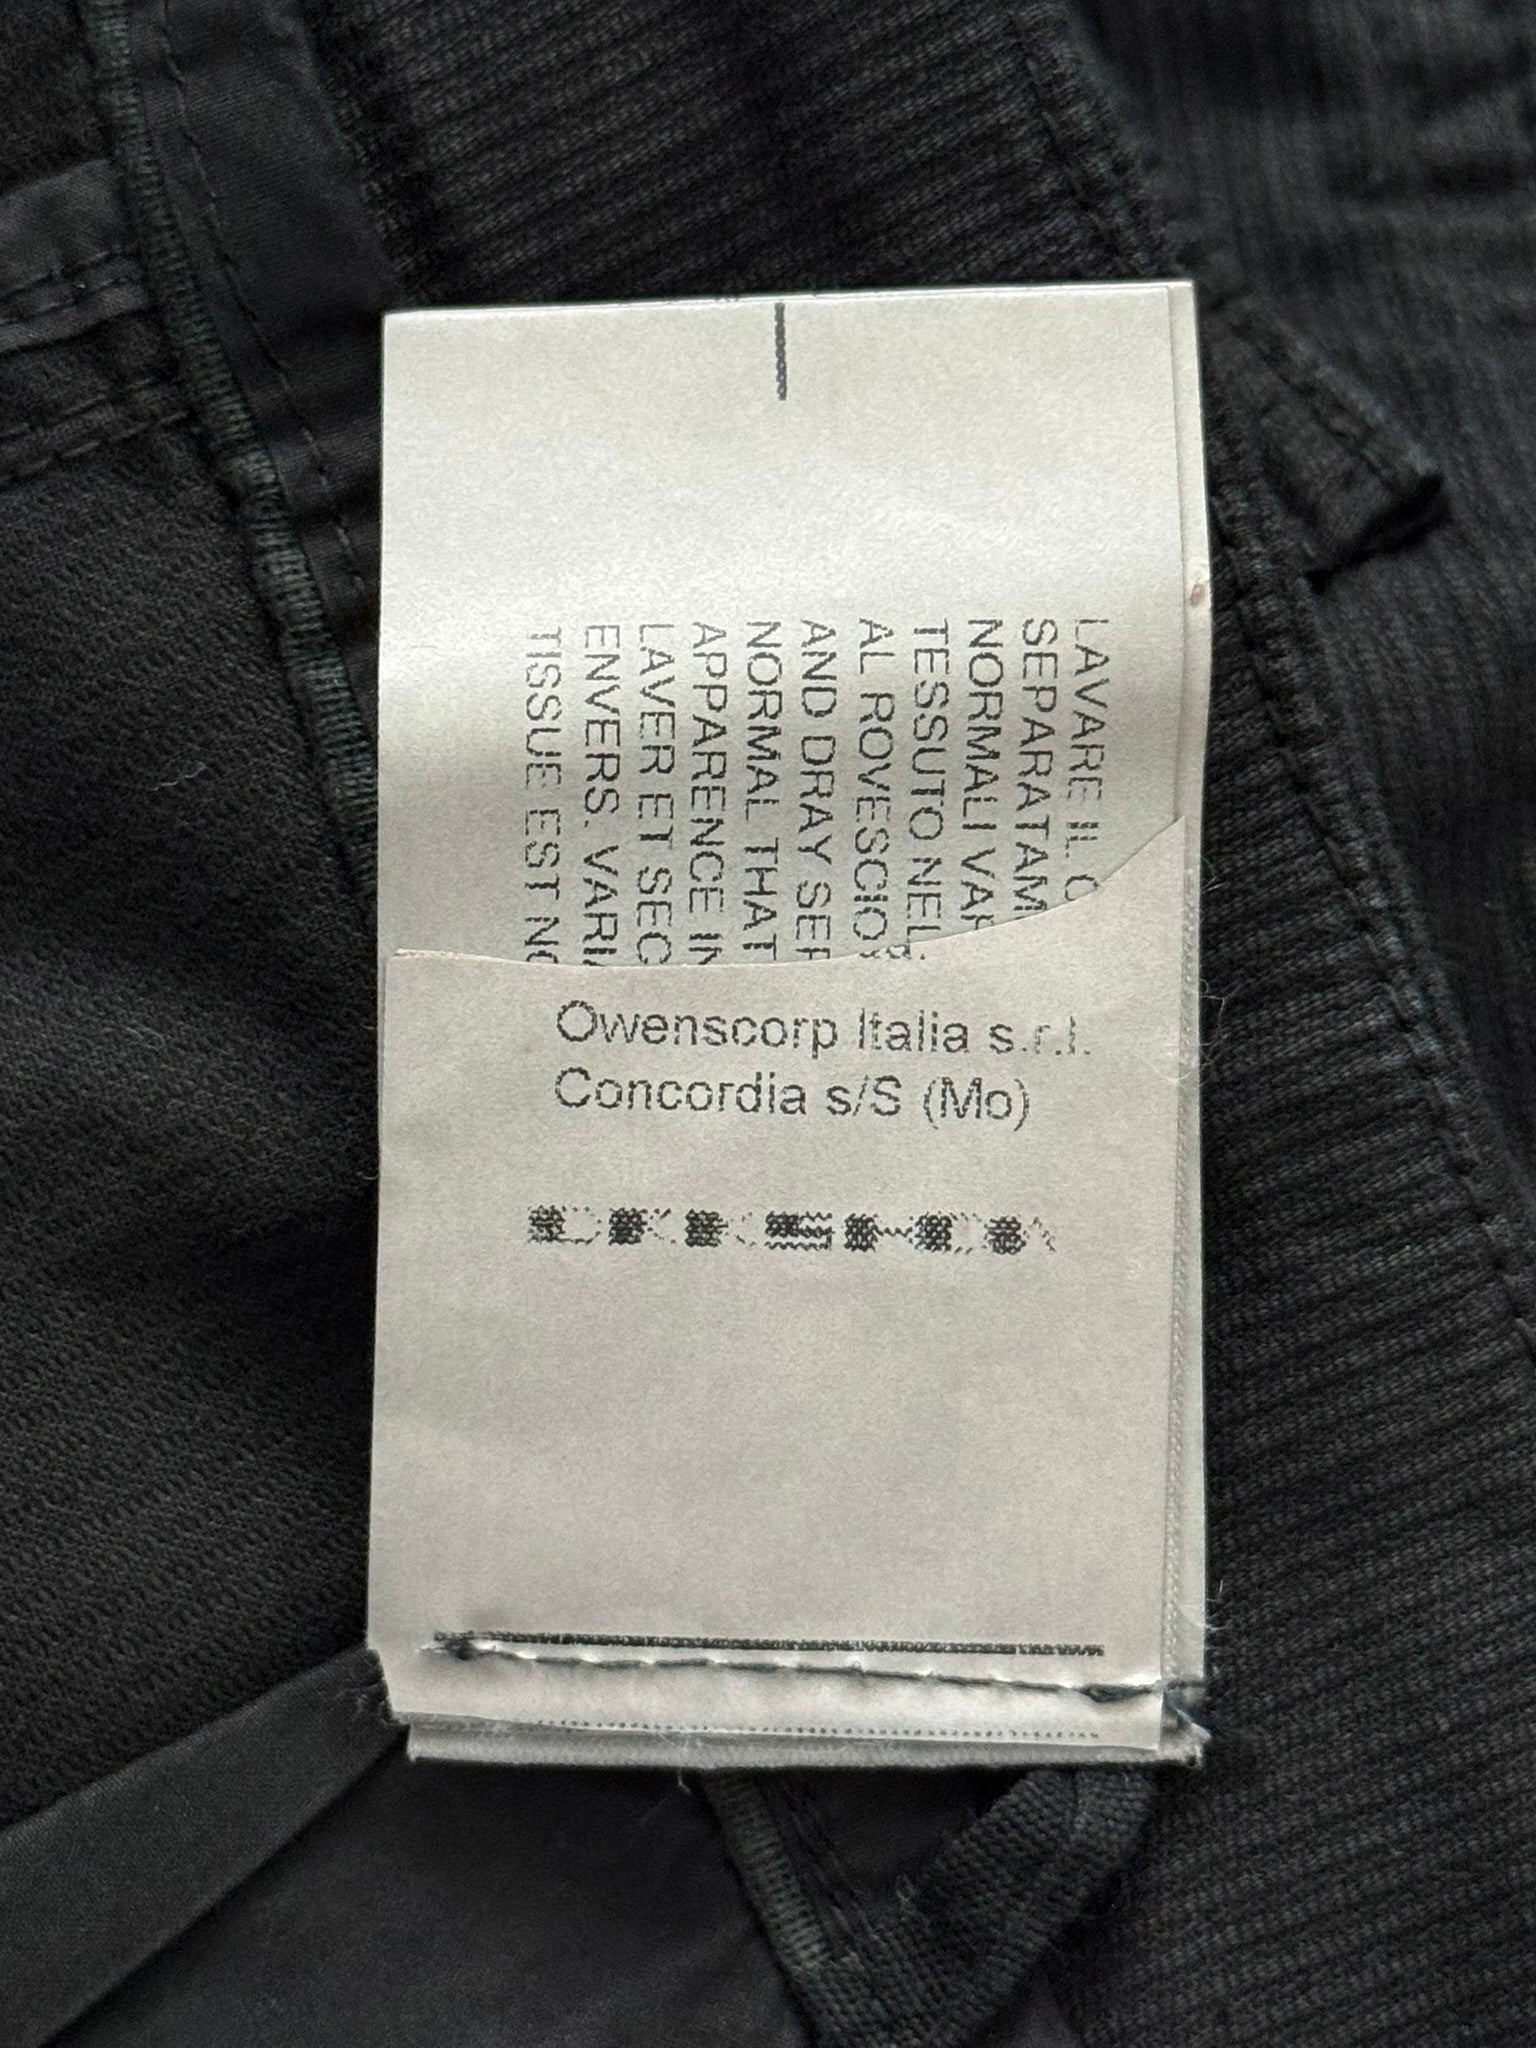 LAVARE IL
SEPARATAM
NORMALI VAR
TESSUTO NEL
AL ROVESCIO
AND DRAY SEP
NORMAL THAT
APPARENCE IN
LAVER ET SEC
ENVERS. VARI
TISSUE EST NO
Owenscorp Italia s.r.l.
Concordia s/S (Mo)